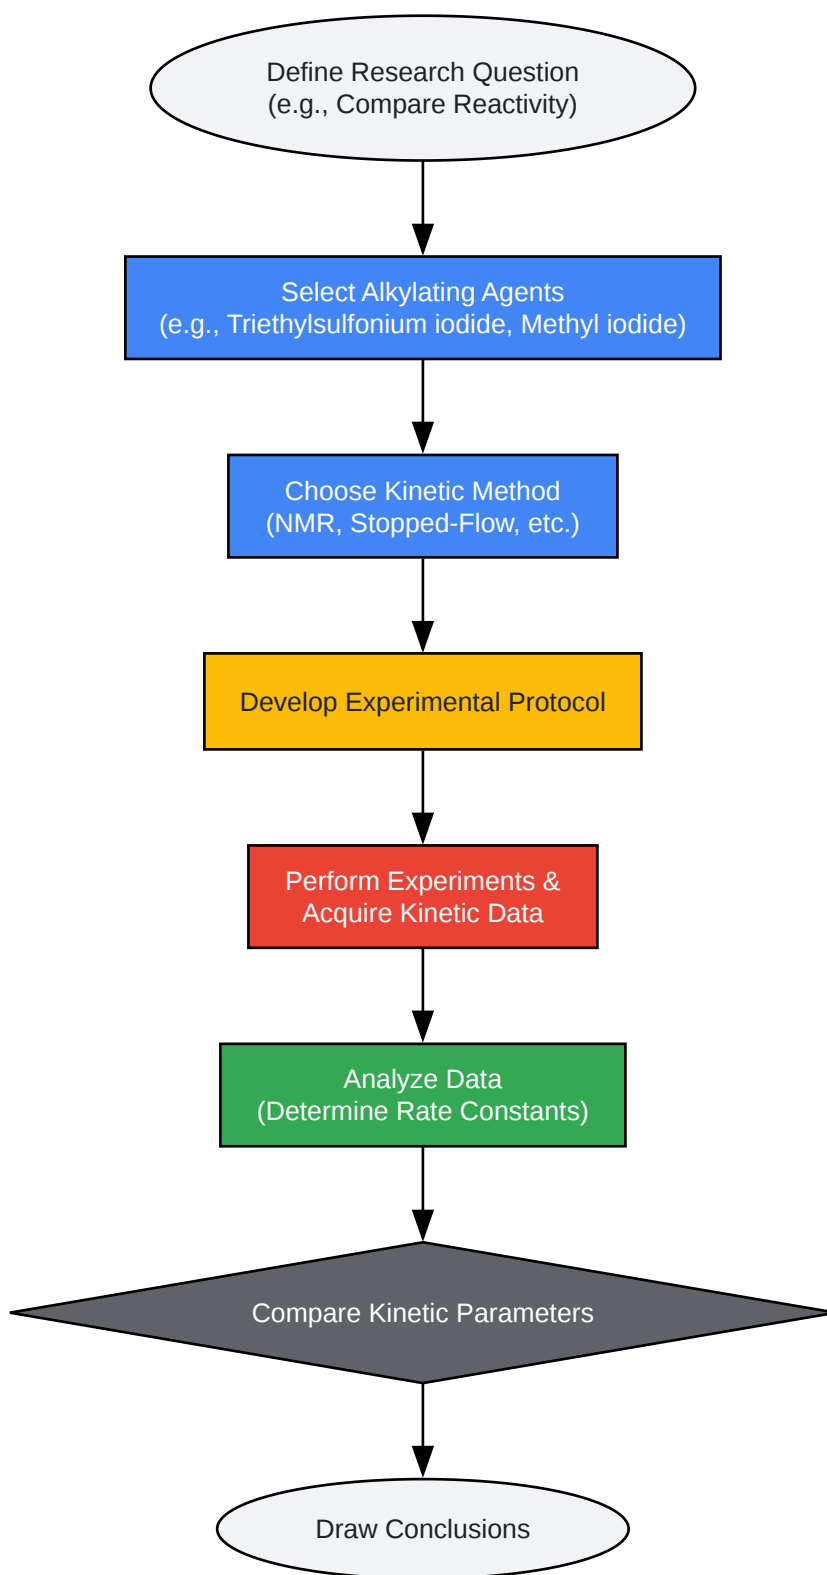 Define Research Question
(e.g., Compare Reactivity)
Select Alkylating Agents
(e.g., Triethylsulfonium iodide, Methyl iodide)
Choose Kinetic Method
(NMR, Stopped-Flow, etc.)
Develop Experimental Protocol
Perform Experiments &
Acquire Kinetic Data
Analyze Data
(Determine Rate Constants)
Compare Kinetic Parameters
Draw Conclusions